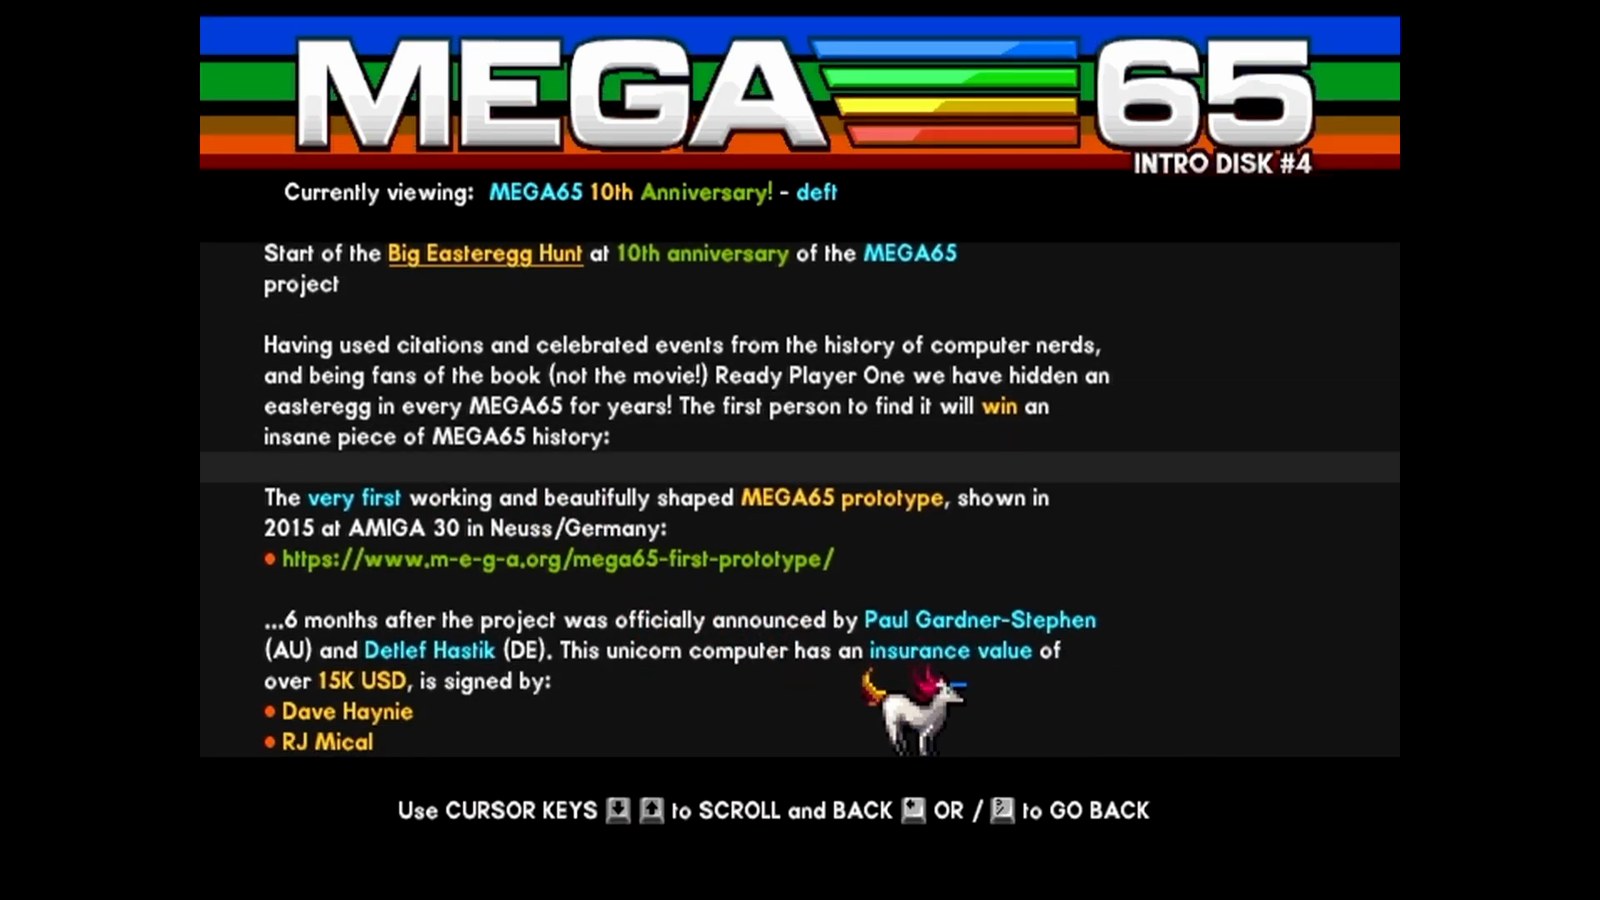 MEGA 65
INTRO DISK #4
Currently viewing: MEGA65 10th Anniversary! - deft
Start of the Big Easteregg Hunt at 10th anniversary of the MEGA65
project
Having used citations and celebrated events from the history of computer nerds,
and being fans of the book (not the movie!) Ready Player One we have hidden an
easteregg in every MEGA65 for years! The first person to find it will win an
insane piece of MEGA65 history:
The very first working and beautifully shaped MEGA65 prototype, shown in
2015 at AMIGA 30 in Neuss/Germany:
• https://www.m-e-g-a.org/mega65-first-prototype/
...6 months after the project was officially announced by Paul Gardner-Stephen
(AU) and Detlef Hastik (DE). This unicorn computer has an insurance value of
over 15K USD, is signed by:
• Dave Haynie
• RJ Mical
Use CURSOR KEYS to SCROLL and BACK OR / to GO BACK